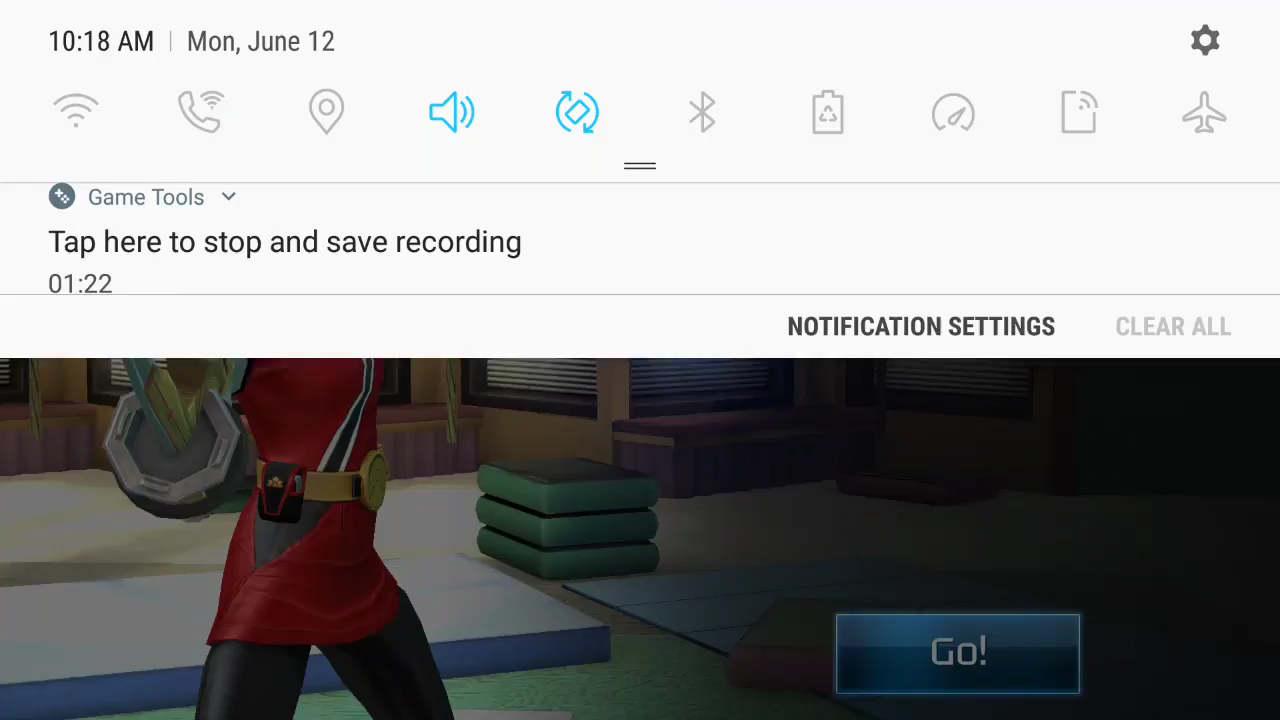 10:18 AM | Mon, June 12
Game Tools
Tap here to stop and save recording
01:22
NOTIFICATION SETTINGS CLEAR ALL
Go!